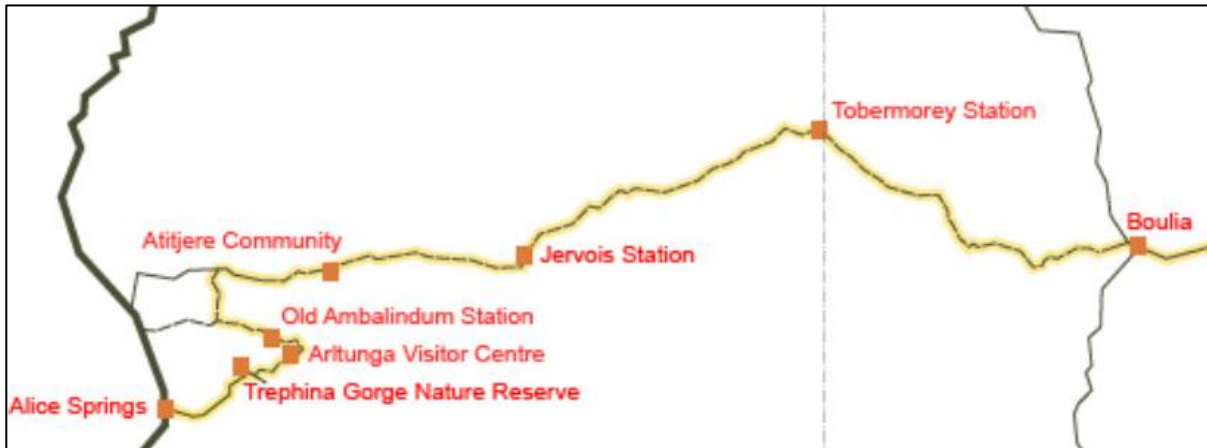 Tobermorey Station
Boulia
Atitjere Community
Jervois Station
Old Ambalindum Station
Arltunga Visitor Centre
Trephina Gorge Nature Reserve
Alice Springs